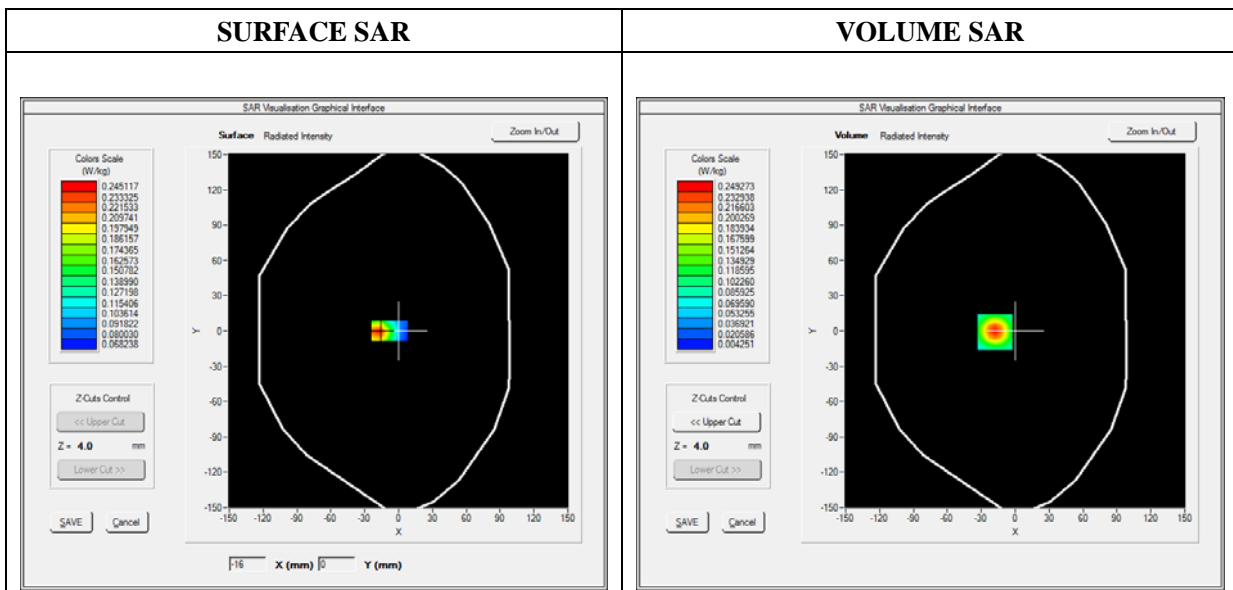 SURFACE SAR
VOLUME SAR
SAR Visualisation Graphical Interface
Surface Radiated Intensity
Zoom In/Out
Colors Scale
(W/kg)
0.245117
0.233325
0.221533
0.209741
0.197949
0.186157
0.174365
0.162573
0.150782
0.138990
0.127198
0.115406
0.103614
0.091822
0.080030
0.068238
150
120
90
60
30
0
-30
-60
-90
-120
-150
Y
-150 -120 -90 -60 -30 0 30 60 90 120 150
X
Z-Cuts Control
<< Upper Cut
Z = 4.0 mm
Lower Cut >>
SAVE Cancel
-16 X (mm) 0 Y (mm)
SAR Visualisation Graphical Interface
Volume Radiated Intensity
Zoom In/Out
Colors Scale
(W/kg)
0.249273
0.232938
0.216603
0.200269
0.183934
0.167599
0.151264
0.134929
0.118595
0.102260
0.085925
0.069590
0.053255
0.036921
0.020586
0.004251
150
120
90
60
30
0
-30
-60
-90
-120
-150
Y
-150 -120 -90 -60 -30 0 30 60 90 120 150
X
Z-Cuts Control
<< Upper Cut
Z = 4.0 mm
Lower Cut >>
SAVE Cancel